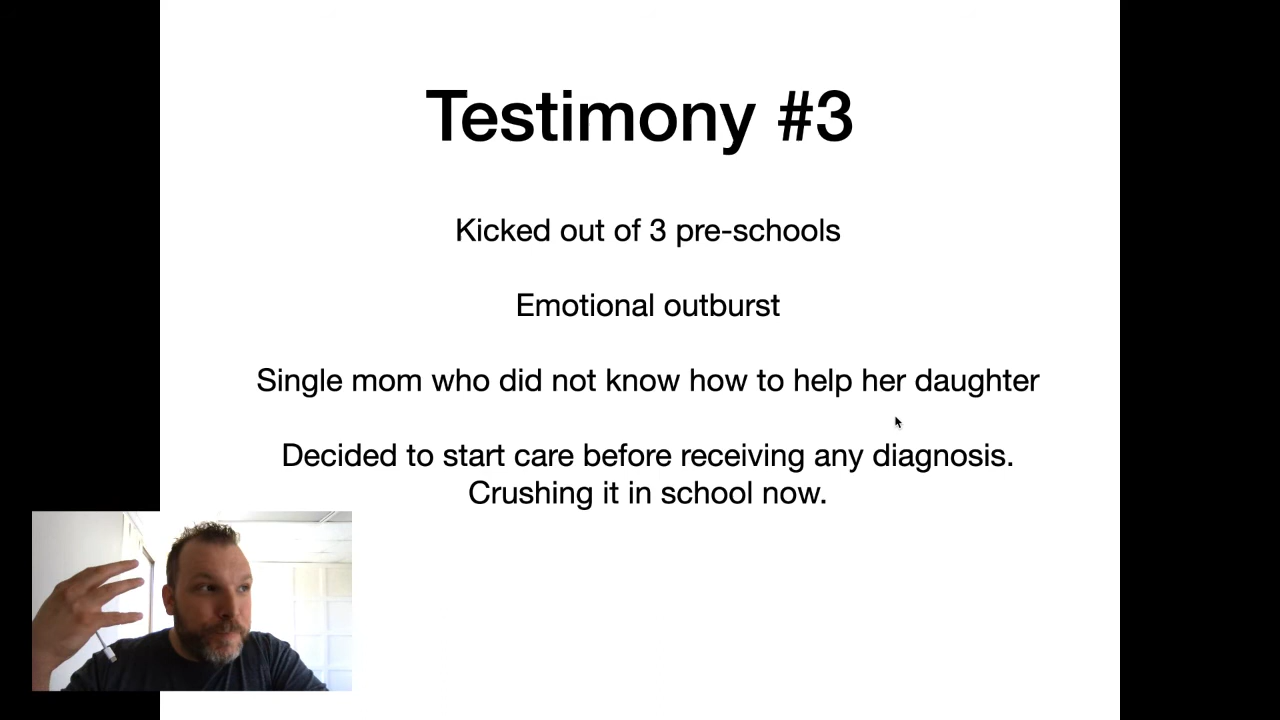 Testimony #3
Kicked out of 3 pre-schools
Emotional outburst
Single mom who did not know how to help her daughter
Decided to start care before receiving any diagnosis.
Crushing it in school now.